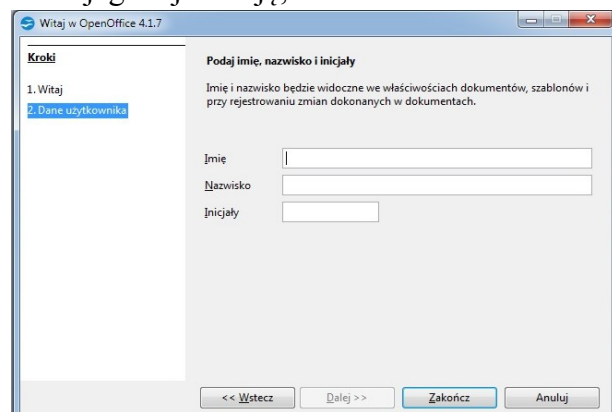 Witaj w OpenOffice 4.1.7
Kroki
1. Witaj
2. Dane użytkownika
Podaj imię, nazwisko i inicjały
Imię i nazwisko będzie widoczne we właściwościach dokumentów, szablonów i
przy rejestrowaniu zmian dokonanych w dokumentach.
Imię
Nazwisko
Inicjały
<< Wstecz
Dalej >>
Zakończ
Anuluj